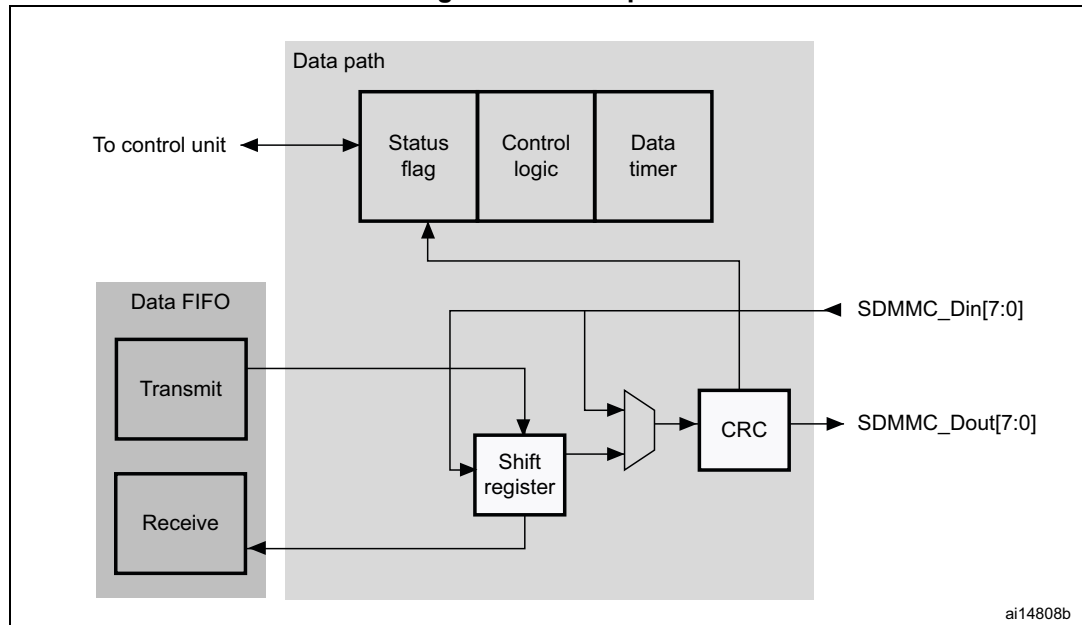 Data path
To control unit
Status
flag
Control
logic
Data
timer
Data FIFO
SDMMC_Din[7:0]
Transmit
CRC
SDMMC_Dout[7:0]
Shift
register
Receive
ai14808b